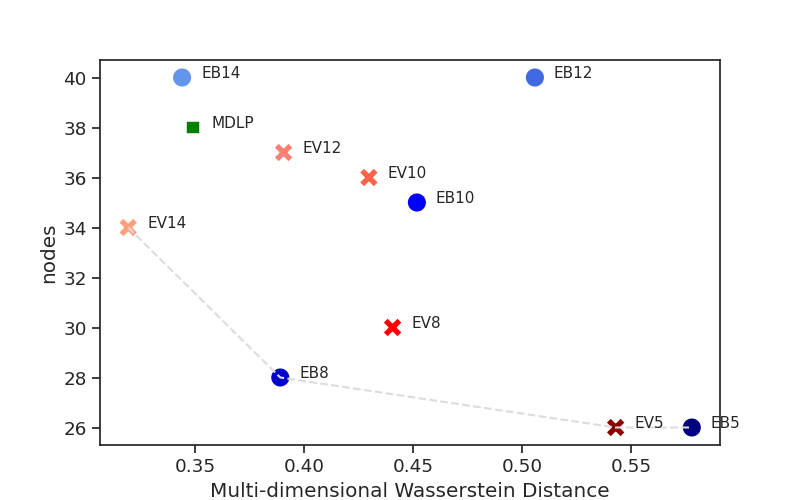 40
EB14
EB12
38
MDLP
EV12
36
EV10
EB10
34
EV14
nodes
32
30
EV8
28
EB8
26
EV5
EB5
0.35
0.40
0.45
0.50
0.55
Multi-dimensional Wasserstein Distance